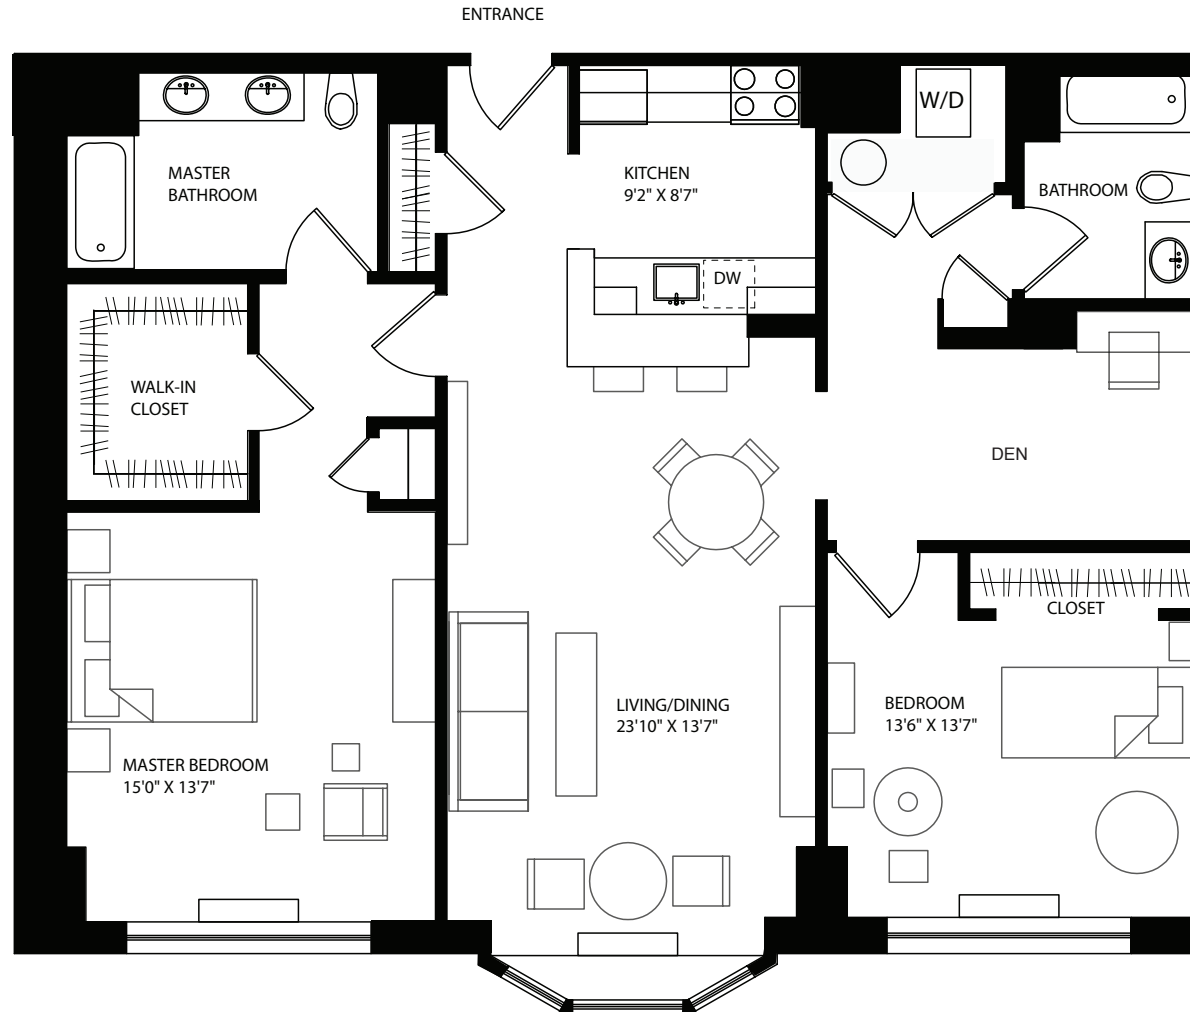 ENTRANCE
W/D
MASTER
BATHROOM
KITCHEN
9'2" X 8'7"
BATHROOM
DW
WALK-IN
CLOSET
DEN
CLOSET
LIVING/DINING
23'10" X 13'7"
BEDROOM
13'6" X 13'7"
MASTER BEDROOM
15'0" X 13'7"